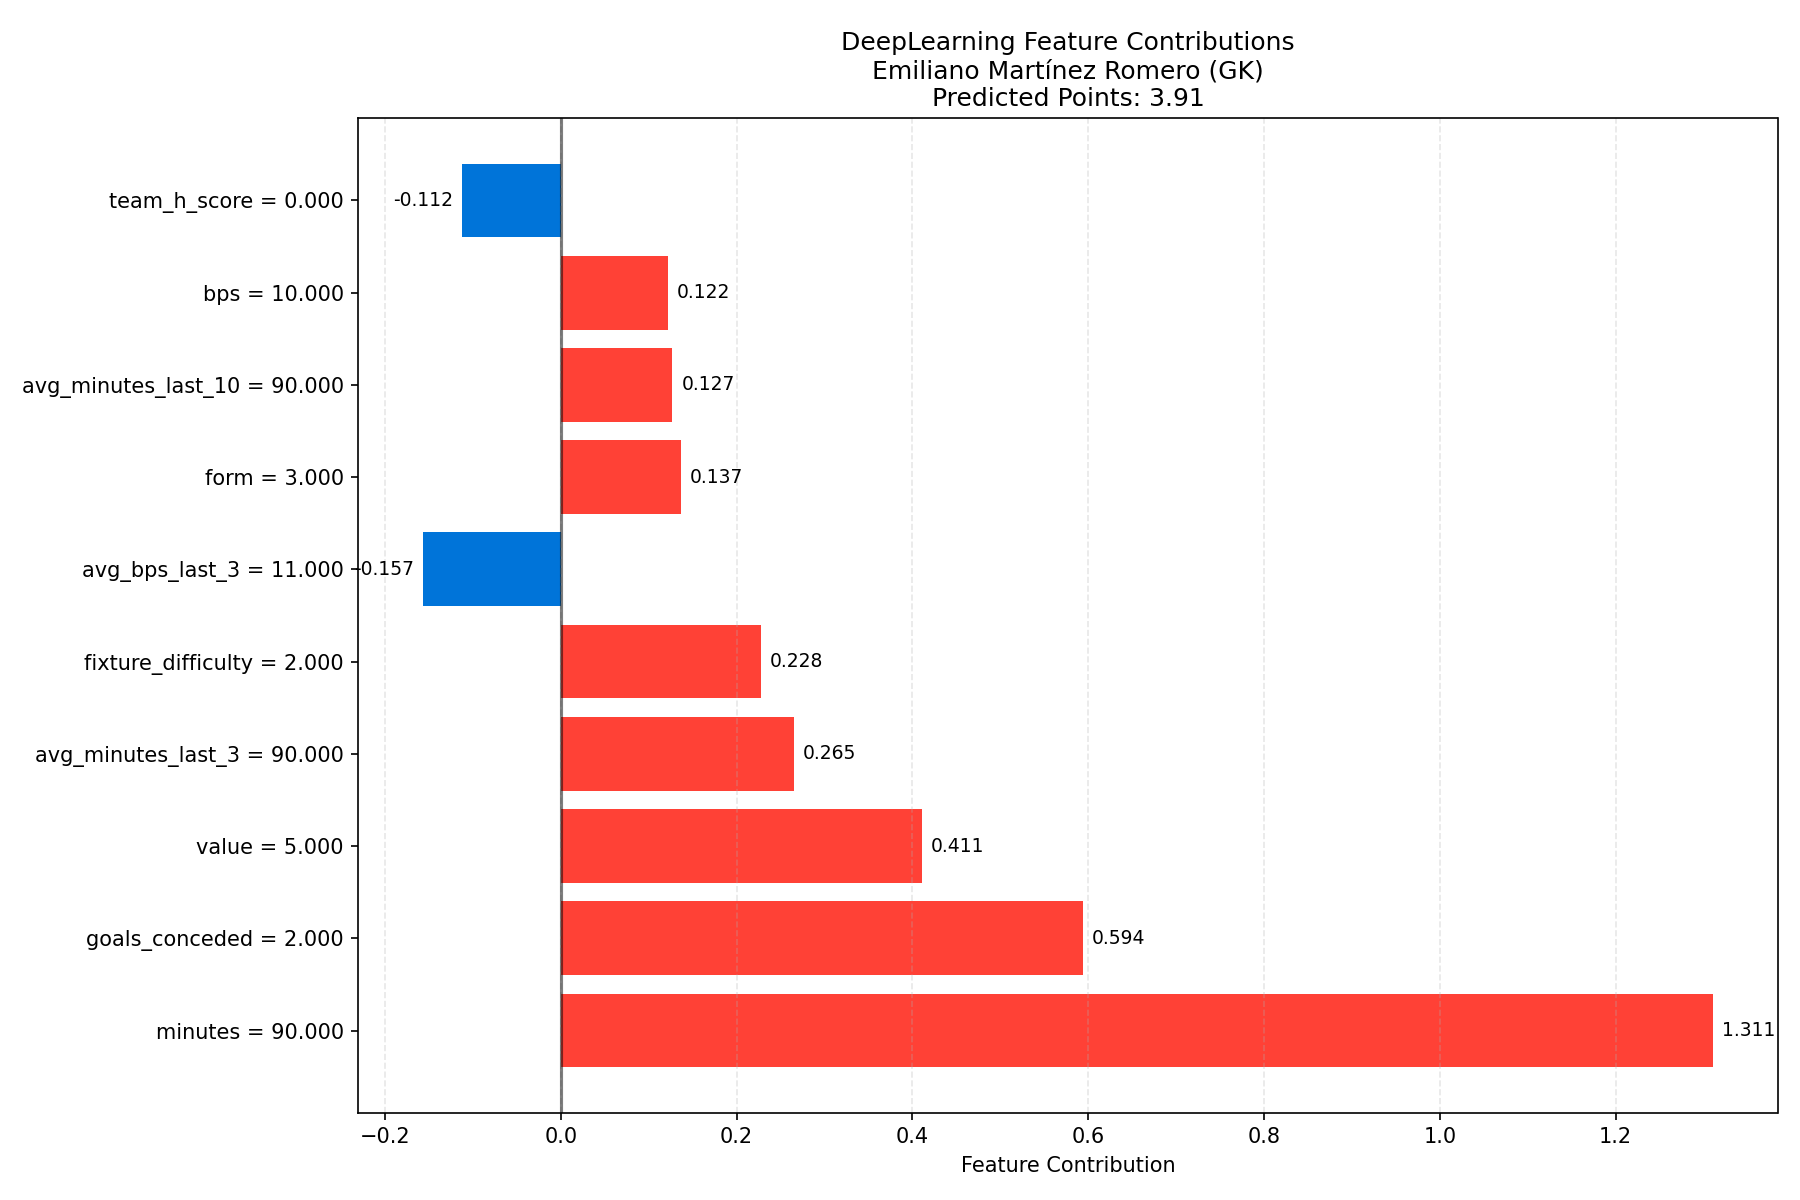 DeepLearning Feature Contributions
Emiliano Martínez Romero (GK)
Predicted Points: 3.91
team_h_score = 0.000
-0.112
bps = 10.000
0.122
avg_minutes_last_10 = 90.000
0.127
form = 3.000
0.137
avg_bps_last_3 = 11.000
-0.157
fixture_difficulty = 2.000
0.228
avg_minutes_last_3 = 90.000
0.265
value = 5.000
0.411
goals_conceded = 2.000
0.594
minutes = 90.000
1.311
−0.2 0.0 0.2 0.4 0.6 0.8 1.0 1.2
Feature Contribution